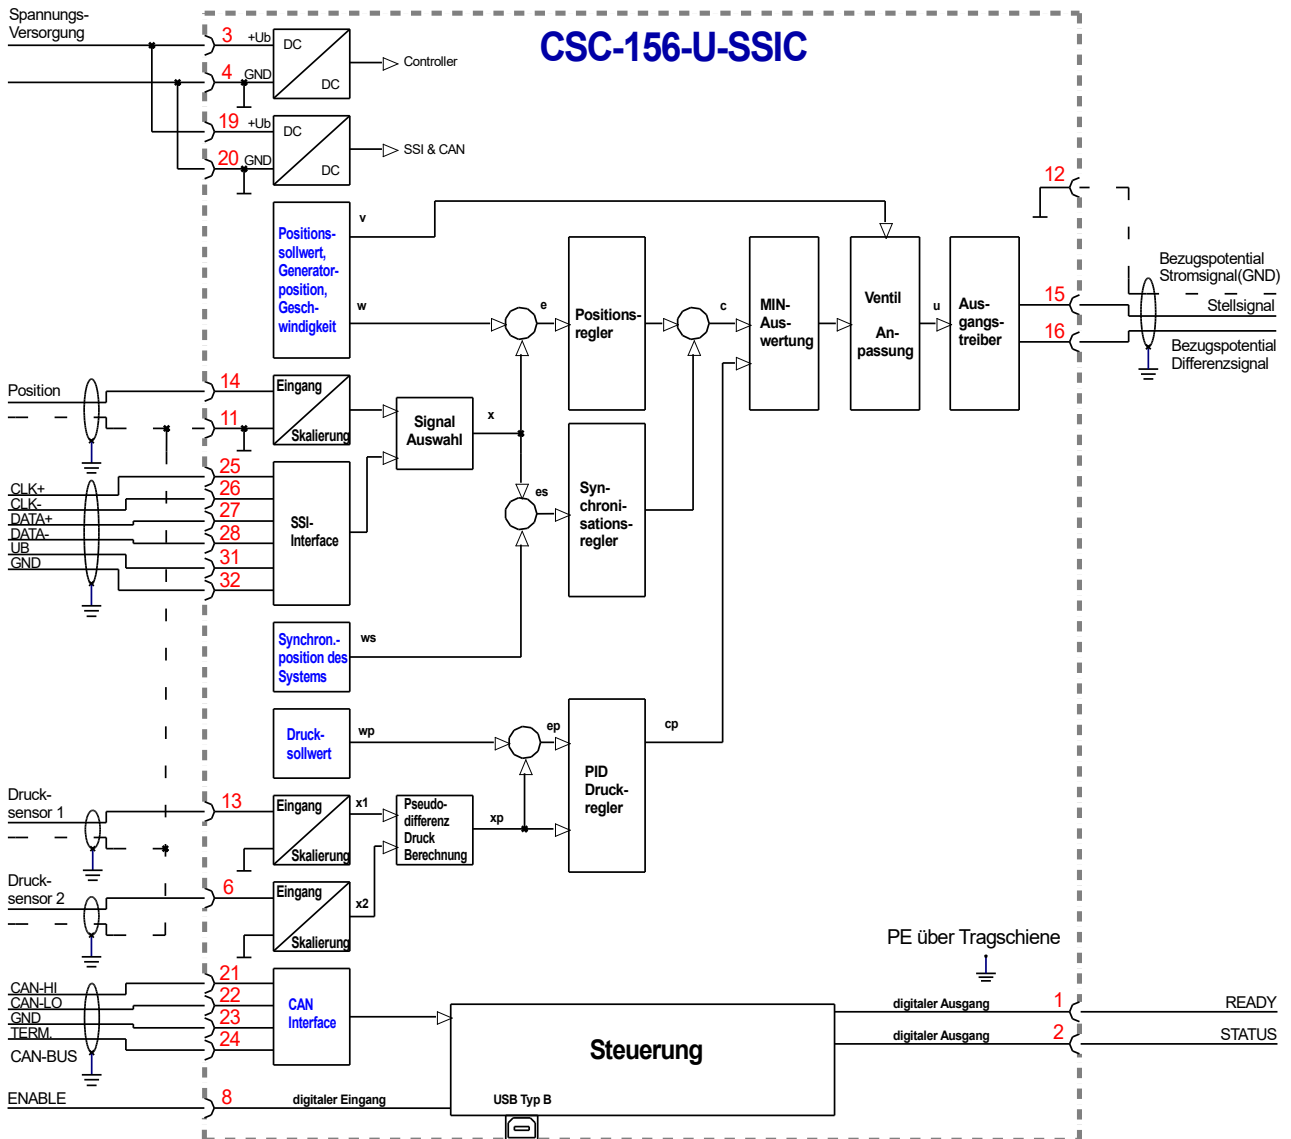 Spannungs-
Versorgung
CSC-156-U-SSIC
3 +Ub DC
DC
4 GND
Controller
19 +Ub DC
DC
20 GND
SSI & CAN
12
Positions-
sollwert,
Generator-
position,
Gesch-
windigkeit
v
w
e
Positions-
regler
c
MIN-
Aus-
wertung
Ventil
An-
passung
u
Aus-
gangs-
treiber
15
16
Bezugspotential
Stromsignal(GND)
Stellsignal
Bezugspotential
Differenzsignal
Position
14
11
Eingang
Skalierung
Signal
Auswahl
x
CLK+
CLK-
DATA+
DATA-
UB
GND
25
26
27
28
31
32
SSI-
Interface
es
Syn-
chroni-
sations-
regler
Synchron.-
position des
Systems
ws
Druck-
sollwert
wp
ep
PID
Druck-
regler
cp
Druck-
sensor 1
13
Eingang
Skalierung
x1
Pseudo-
differenz
Druck
Berechnung
xp
Druck-
sensor 2
6
Eingang
Skalierung
x2
PE über Tragschiene
CAN-HI
CAN-LO
GND
TERM.
CAN-BUS
21
22
23
24
CAN
Interface
Steuerung
digitaler Ausgang 1 READY
digitaler Ausgang 2 STATUS
ENABLE 8 digitaler Eingang
USB Typ B